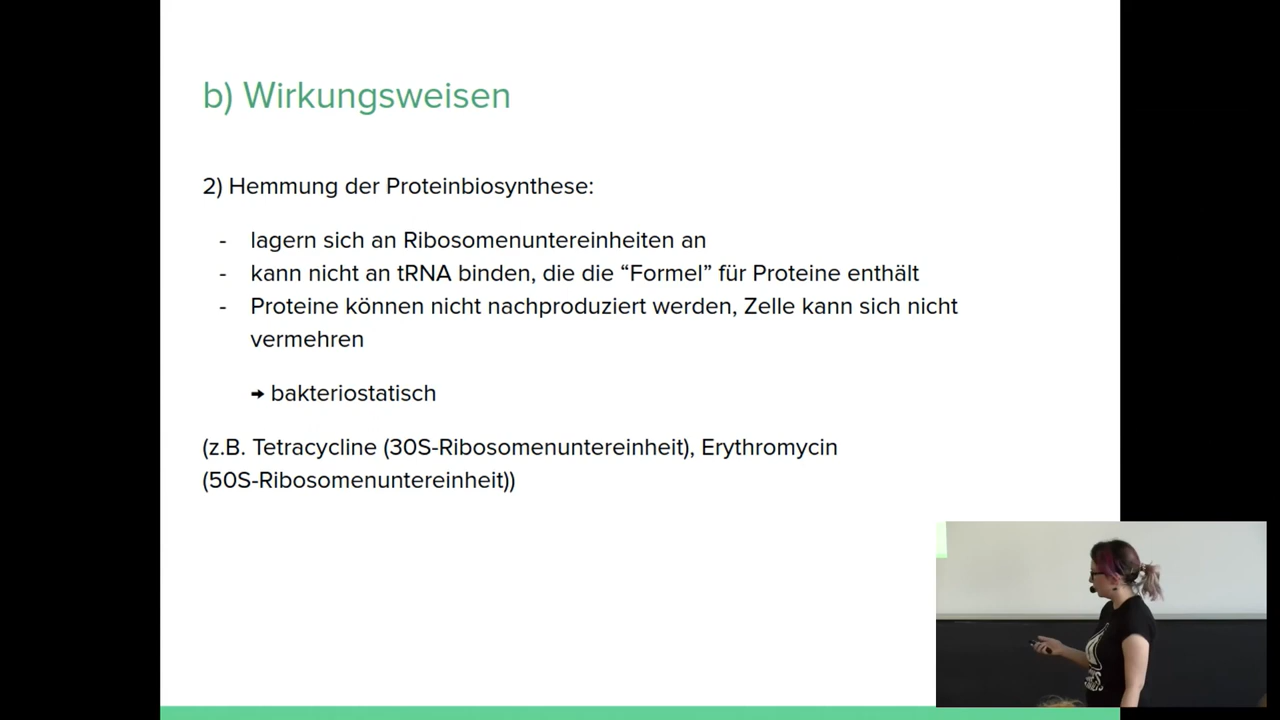 b) Wirkungsweisen
2) Hemmung der Proteinbiosynthese:
- lagern sich an Ribosomenuntereinheiten an
- kann nicht an tRNA binden, die die “Formel” für Proteine enthält
- Proteine können nicht nachproduziert werden, Zelle kann sich nicht
vermehren
➞ bakteriostatisch
(z.B. Tetracycline (30S-Ribosomenuntereinheit), Erythromycin
(50S-Ribosomenuntereinheit))